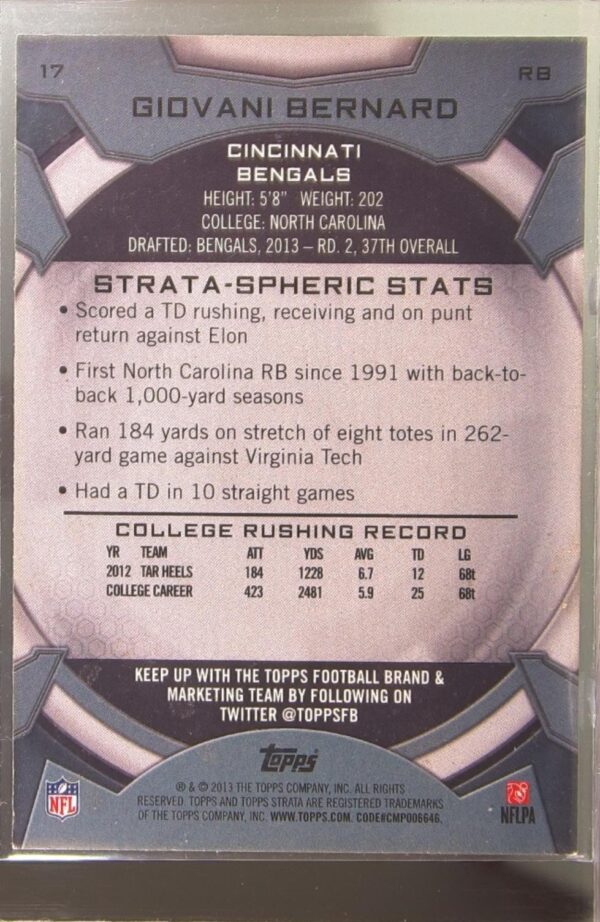 17
RB
GIOVANI BERNARD
CINCINNATI
BENGALS
HEIGHT: 5'8" WEIGHT: 202
COLLEGE: NORTH CAROLINA
DRAFTED: BENGALS, 2013 – RD. 2, 37TH OVERALL
STRATA-SPHERIC STATS
• Scored a TD rushing, receiving and on punt
return against Elon
• First North Carolina RB since 1991 with back-to-
back 1,000-yard seasons
• Ran 184 yards on stretch of eight totes in 262-
yard game against Virginia Tech
• Had a TD in 10 straight games
COLLEGE RUSHING RECORD
YR TEAM ATT YDS AVG TD LG
2012 TAR HEELS 184 1228 6.7 12 68t
COLLEGE CAREER 423 2481 5.9 25 68t
KEEP UP WITH THE TOPPS FOOTBALL BRAND &
MARKETING TEAM BY FOLLOWING ON
TWITTER @TOPPSFB
topps
® & © 2013 THE TOPPS COMPANY, INC. ALL RIGHTS
RESERVED. TOPPS AND TOPPS STRATA ARE REGISTERED TRADEMARKS
OF THE TOPPS COMPANY, INC. WWW.TOPPS.COM. CODE#CMP006646.
NFL
NFLPA